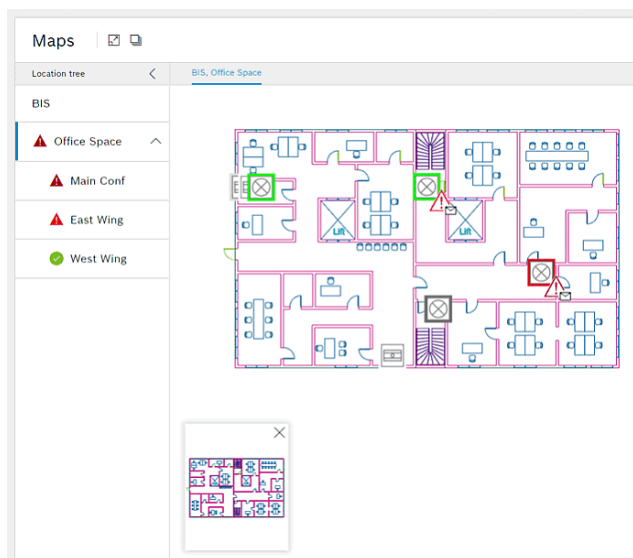 Maps
Location tree
BIS, Office Space
BIS
Office Space
Main Conf
East Wing
West Wing
Lift
Lift